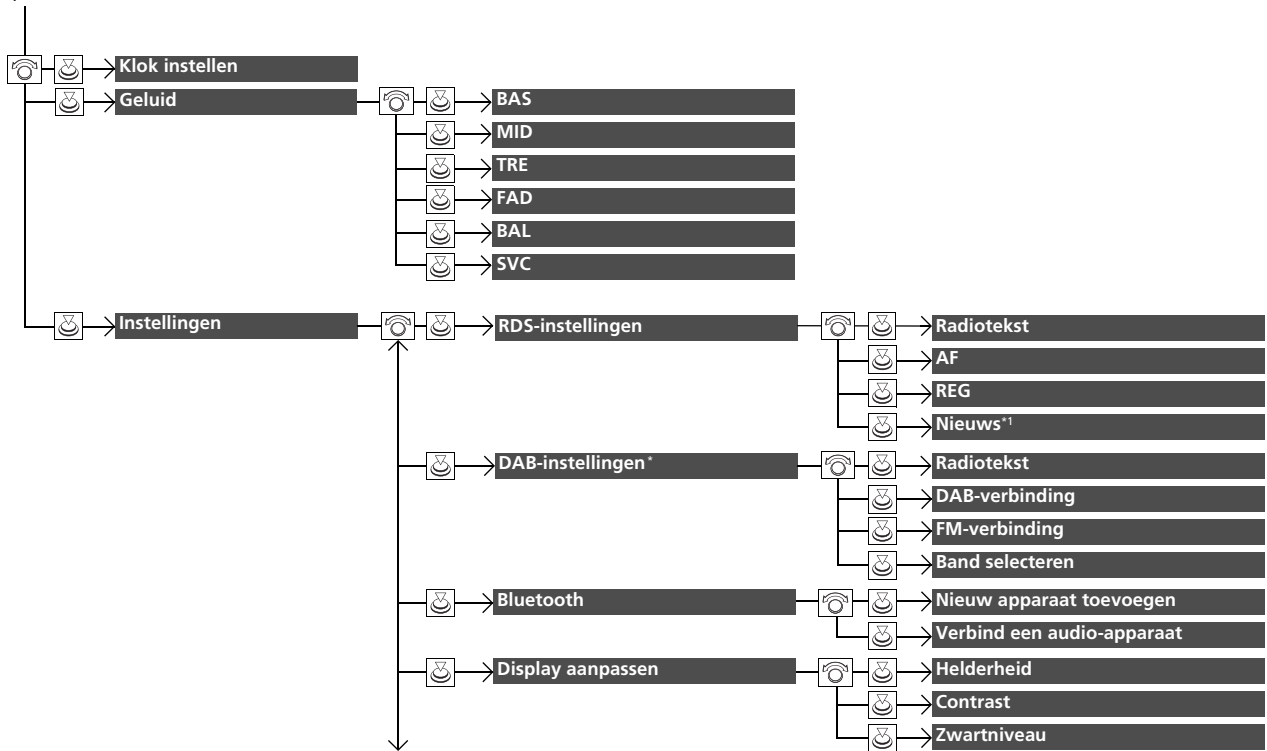 Klok instellen
Geluid
BAS
MID
TRE
FAD
BAL
SVC
Instellingen
RDS-instellingen
Radiotekst
AF
REG
Nieuws*1
DAB-instellingen*
Radiotekst
DAB-verbinding
FM-verbinding
Band selecteren
Bluetooth
Nieuw apparaat toevoegen
Verbind een audio-apparaat
Display aanpassen
Helderheid
Contrast
Zwartniveau